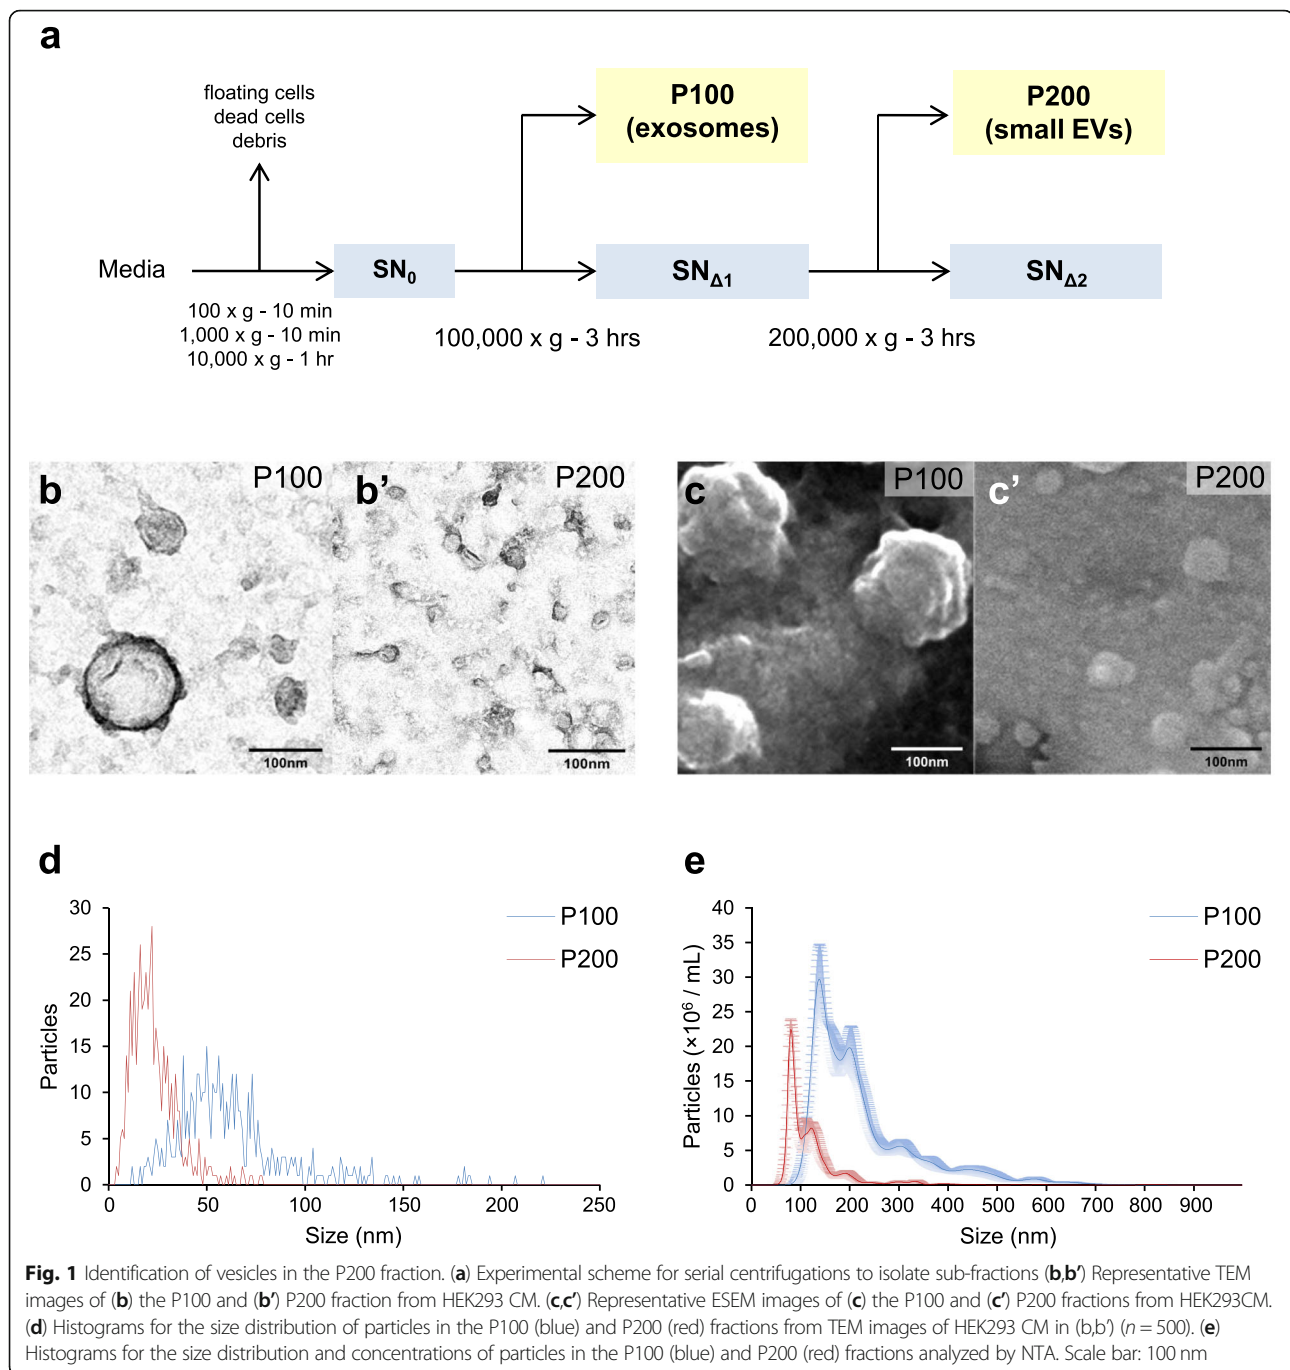 a
floating cells
dead cells
debris
P100
(exosomes)
P200
(small EVs)
Media
SN0
SNΔ1
SNΔ2
100 x g - 10 min
1,000 x g - 10 min
10,000 x g - 1 hr
100,000 x g - 3 hrs
200,000 x g - 3 hrs
b P100
100nm
b’ P200
100nm
c P100
100nm
c’ P200
100nm
d
30
25
20
15
10
5
0
Particles
P100
P200
0 50 100 150 200 250
Size (nm)
e
40
35
30
25
20
15
10
5
0
Particles (×10⁶ / mL)
P100
P200
0 100 200 300 400 500 600 700 800 900
Size (nm)
Fig. 1 Identification of vesicles in the P200 fraction. (a) Experimental scheme for serial centrifugations to isolate sub-fractions (b,b’) Representative TEM
images of (b) the P100 and (b’) P200 fraction from HEK293 CM. (c,c’) Representative ESEM images of (c) the P100 and (c’) P200 fractions from HEK293CM.
(d) Histograms for the size distribution of particles in the P100 (blue) and P200 (red) fractions from TEM images of HEK293 CM in (b,b’) (n = 500). (e)
Histograms for the size distribution and concentrations of particles in the P100 (blue) and P200 (red) fractions analyzed by NTA. Scale bar: 100 nm